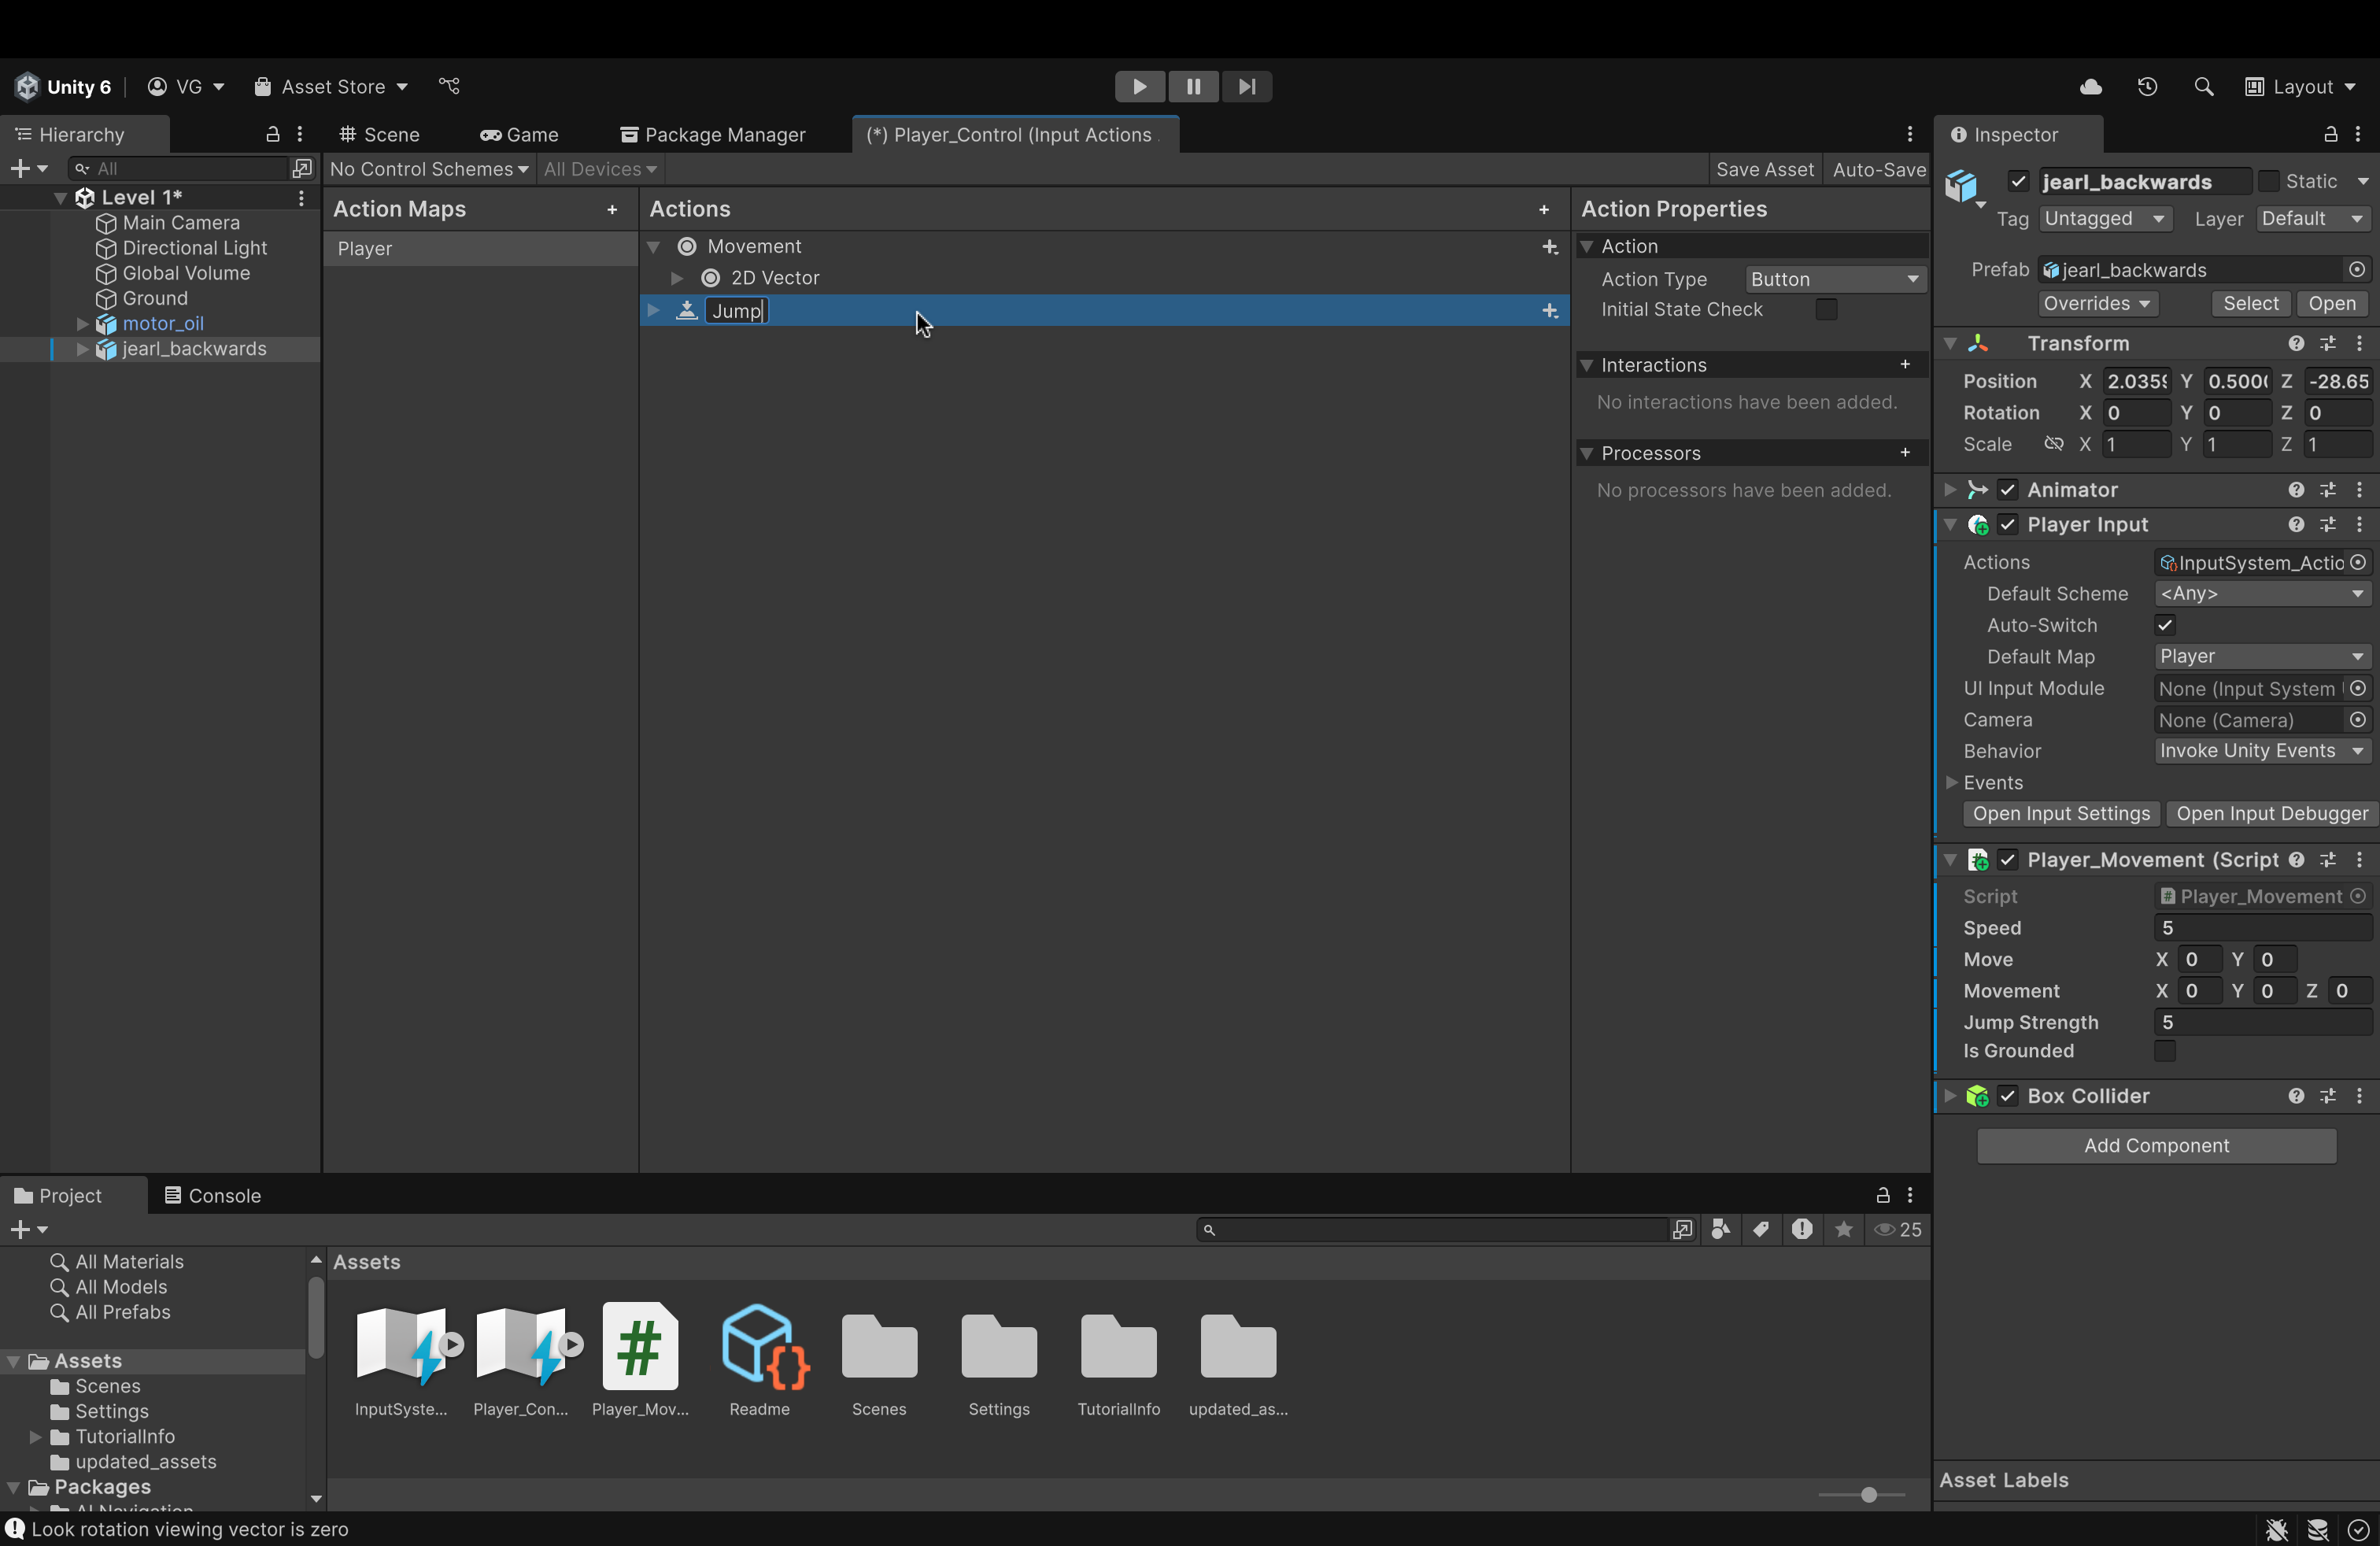 Unity 6
VG
Asset Store
Layout
Hierarchy
Scene
Game
Package Manager
(*) Player_Control (Input Actions
Inspector
All
No Control Schemes
All Devices
Save Asset
Auto-Save
Level 1*
Main Camera
Directional Light
Global Volume
Ground
motor_oil
jearl_backwards
Action Maps +
Player
Actions +
Movement
2D Vector
Jump
Action Properties
Action
Action Type Button
Initial State Check
Interactions +
No interactions have been added.
Processors +
No processors have been added.
jearl_backwards
Static
Tag Untagged Layer Default
Prefab jearl_backwards
Overrides Select Open
Transform
Position X 2.0359 Y 0.500( Z -28.65
Rotation X 0 Y 0 Z 0
Scale X 1 Y 1 Z 1
Animator
Player Input
Actions InputSystem_Actio
Default Scheme <Any>
Auto-Switch
Default Map Player
UI Input Module None (Input System
Camera None (Camera)
Behavior Invoke Unity Events
Events
Open Input Settings Open Input Debugger
Player_Movement (Script
Script # Player_Movement
Speed 5
Move X 0 Y 0
Movement X 0 Y 0 Z 0
Jump Strength 5
Is Grounded
Box Collider
Add Component
Asset Labels
Project
Console
25
All Materials
All Models
All Prefabs
Assets
Scenes
Settings
TutorialInfo
updated_assets
Packages
AI Navigation
Assets
InputSyste...
Player_Con...
Player_Mov...
Readme
Scenes
Settings
TutorialInfo
updated_as...
Look rotation viewing vector is zero